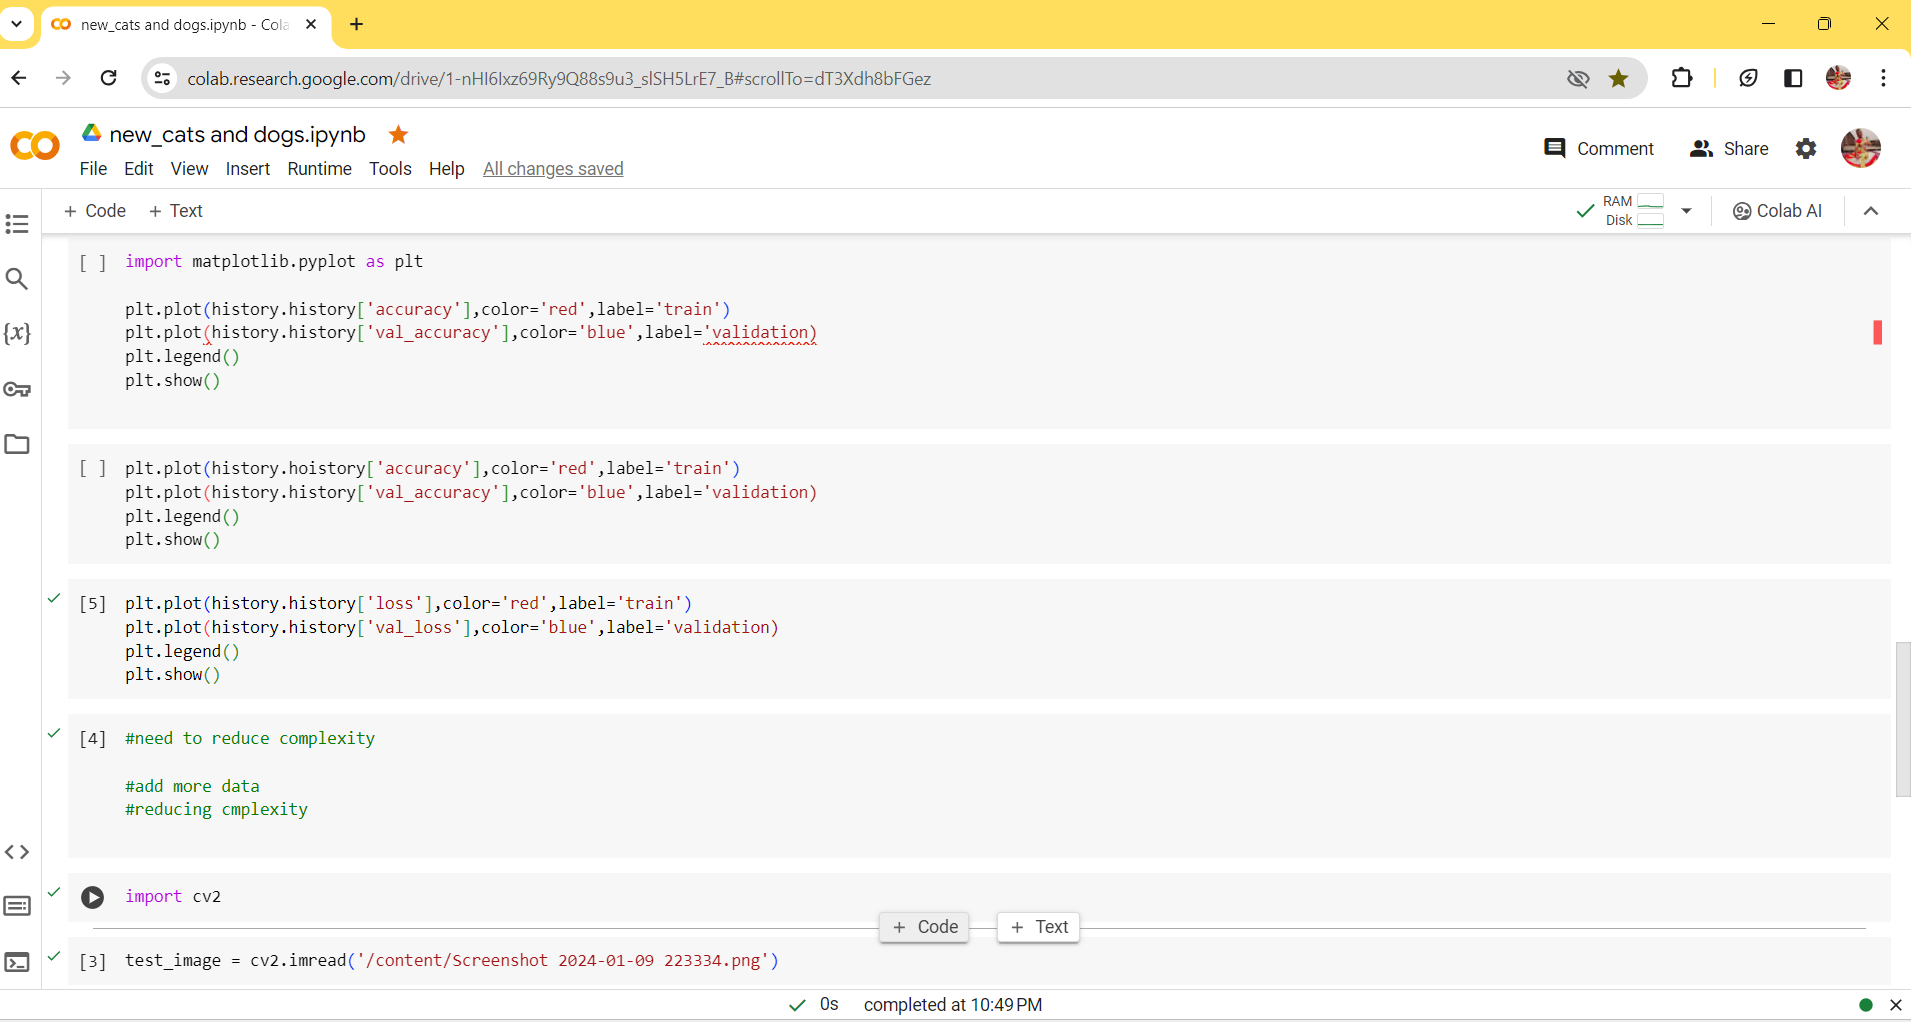 new_cats and dogs.ipynb - Cola
colab.research.google.com/drive/1-nHI6Ixz69Ry9Q88s9u3_slSH5LrE7_B#scrollTo=dT3Xdh8bFGez
new_cats and dogs.ipynb
Comment
Share
File Edit View Insert Runtime Tools Help All changes saved
+ Code + Text
RAM
Disk
Colab AI
[ ] import matplotlib.pyplot as plt
plt.plot(history.history['accuracy'],color='red',label='train')
plt.plot(history.history['val_accuracy'],color='blue',label='validation)
plt.legend()
plt.show()
[ ] plt.plot(history.hoistory['accuracy'],color='red',label='train')
plt.plot(history.history['val_accuracy'],color='blue',label='validation)
plt.legend()
plt.show()
[5] plt.plot(history.history['loss'],color='red',label='train')
plt.plot(history.history['val_loss'],color='blue',label='validation)
plt.legend()
plt.show()
[4] #need to reduce complexity
#add more data
#reducing cmplexity
import cv2
+ Code + Text
[3] test_image = cv2.imread('/content/Screenshot 2024-01-09 223334.png')
0s completed at 10:49 PM